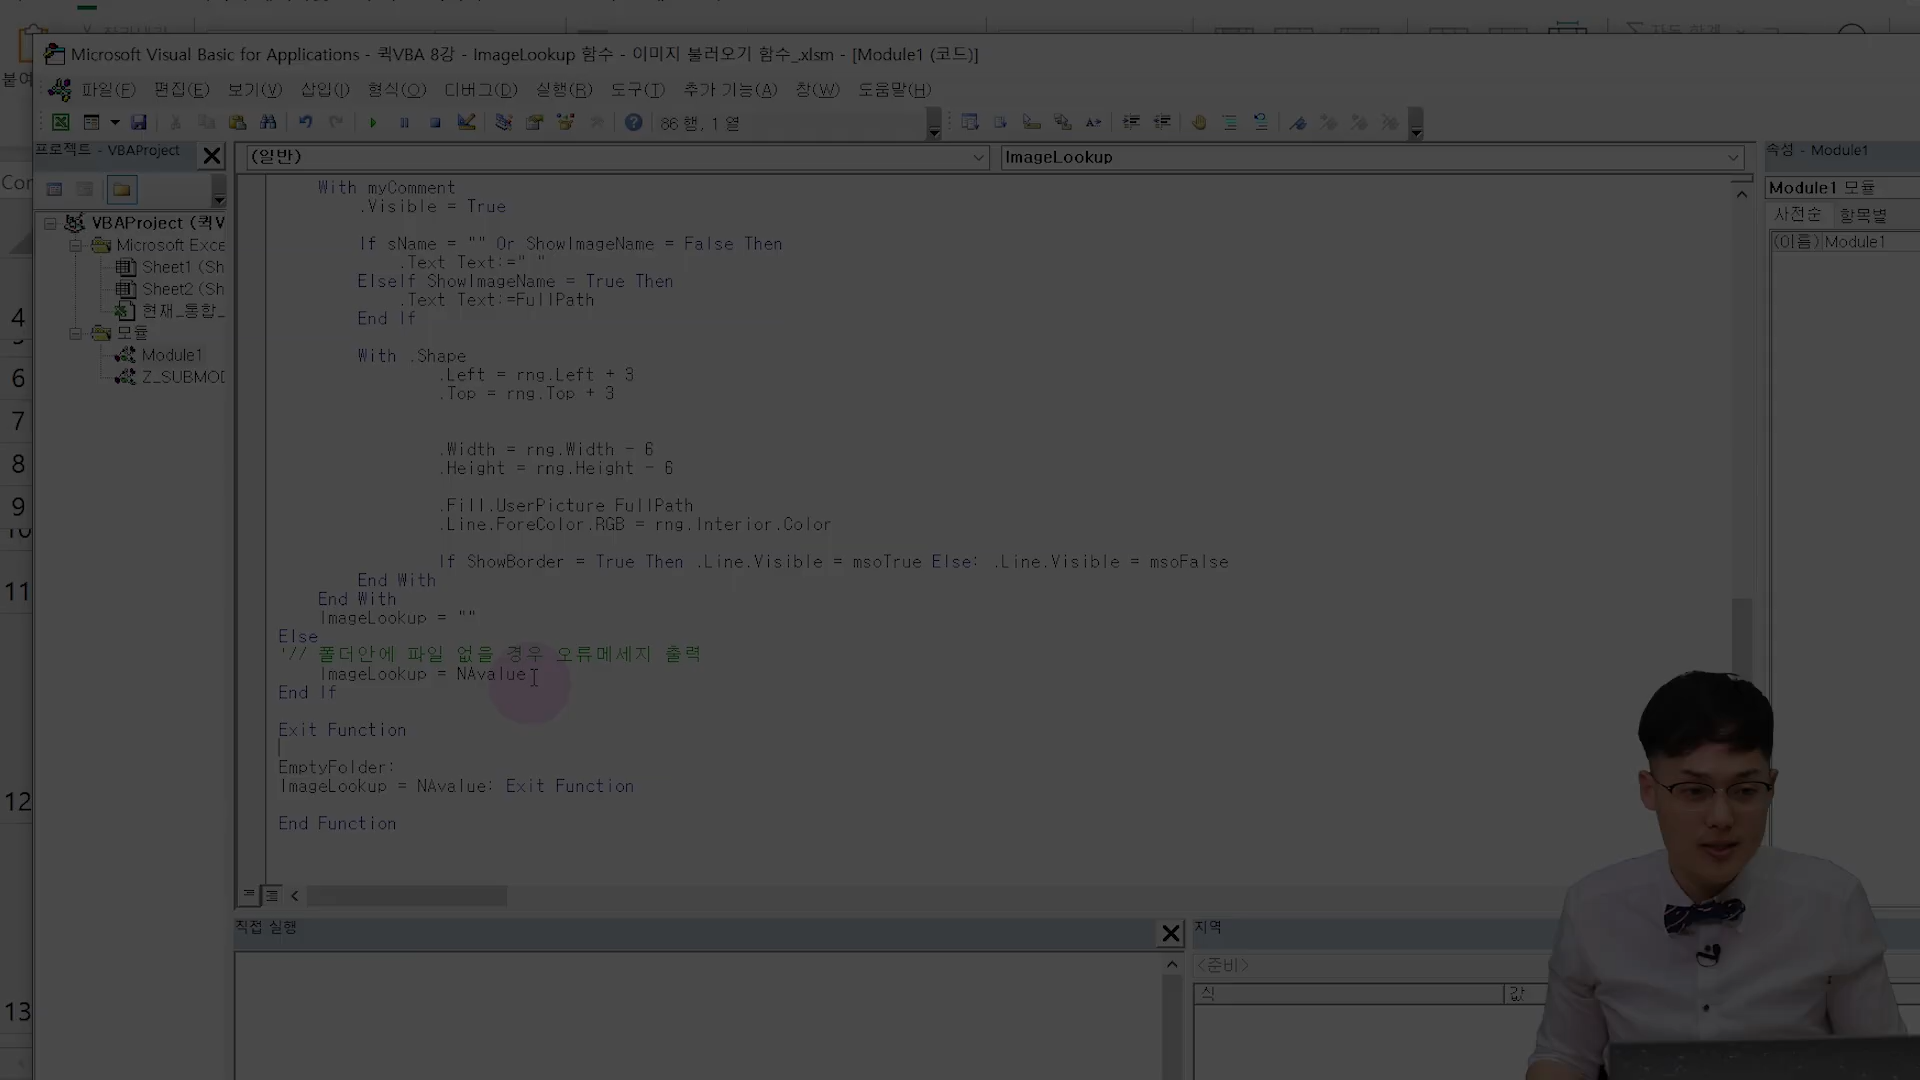 Microsoft Visual Basic for Applications - 퀵VBA 8강 - ImageLookup 함수 - 이미지 불러오기 함수_.xlsm - [Module1 (코드)]
파일(F) 편집(E) 보기(V) 삽입(I) 형식(O) 디버그(D) 실행(R) 도구(T) 추가 기능(A) 창(W) 도움말(H)
86 행, 1 열
프로젝트 - VBAProject
(일반)
ImageLookup
속성 - Module1
Module1 모듈
사전순 항목별
(이름) Module1
VBAProject (퀵V
Microsoft Exce
Sheet1 (Sh
Sheet2 (Sh
현재_통합_
모듈
Module1
Z_SUBMOD
4
6
7
8
9
10
11
12
13
With myComment
.Visible = True
If sName = "" Or ShowImageName = False Then
.Text Text:=" "
ElseIf ShowImageName = True Then
.Text Text:=FullPath
End If
With .Shape
.Left = rng.Left + 3
.Top = rng.Top + 3
.Width = rng.Width - 6
.Height = rng.Height - 6
.Fill.UserPicture FullPath
.Line.ForeColor.RGB = rng.Interior.Color
If ShowBorder = True Then .Line.Visible = msoTrue Else: .Line.Visible = msoFalse
End With
End With
ImageLookup = ""
Else
'// 폴더안에 파일 없을 경우 오류메세지 출력
ImageLookup = NAvalue
End If
Exit Function
EmptyFolder:
ImageLookup = NAvalue: Exit Function
End Function
직접 실행
지역
<준비>
식
값